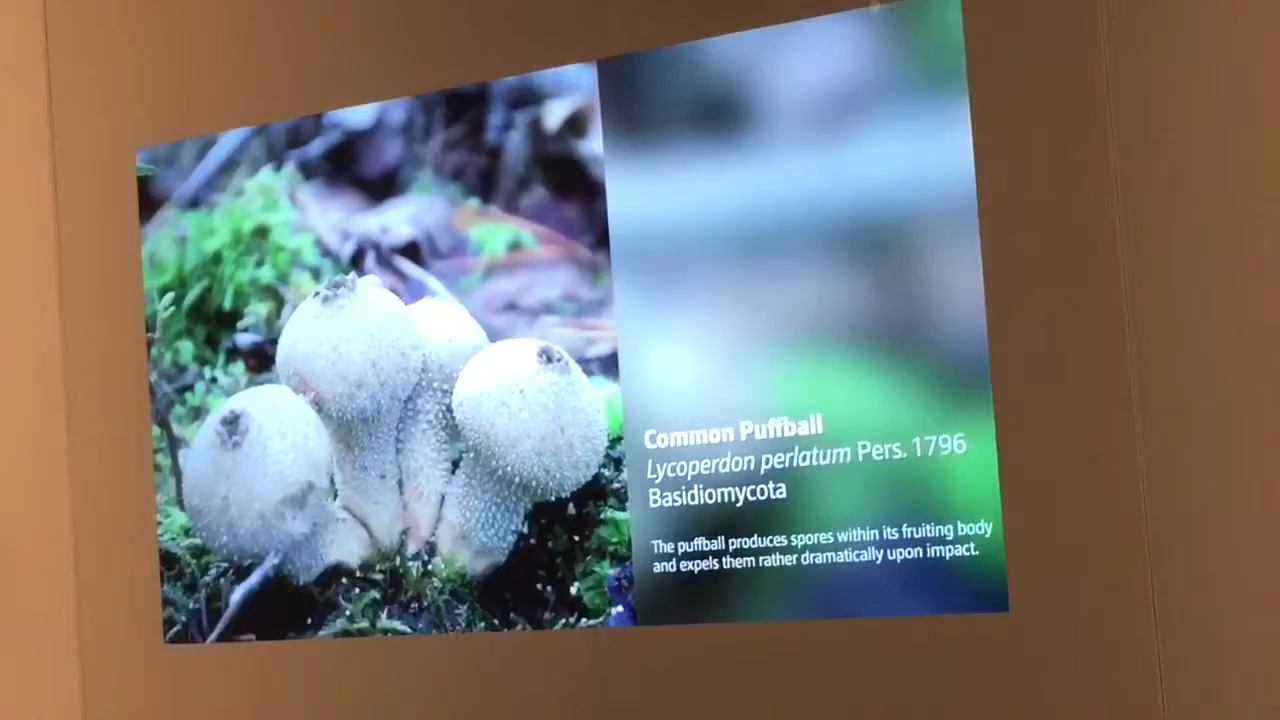 Common Puffball
Lycoperdon perlatum Pers. 1796
Basidiomycota
The puffball produces spores within its fruiting body
and expels them rather dramatically upon impact.